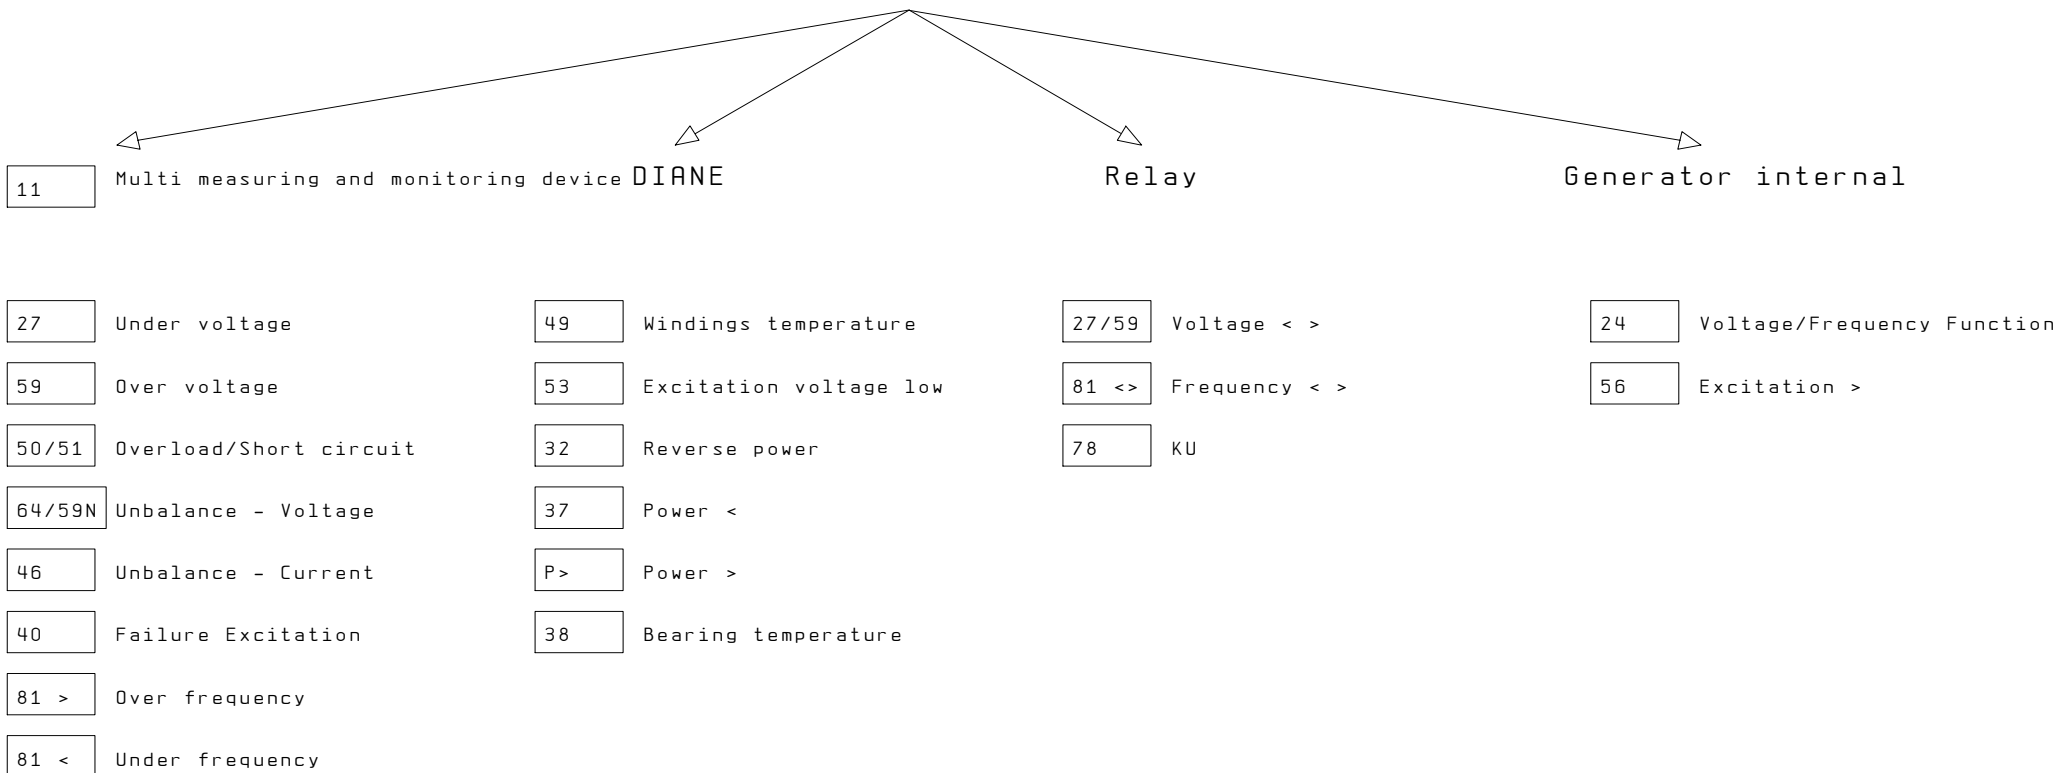 11 Multi measuring and monitoring device DIANE Relay Generator internal
27 Under voltage 49 Windings temperature 27/59 Voltage < > 24 Voltage/Frequency Function
59 Over voltage 53 Excitation voltage low 81 <> Frequency < > 56 Excitation >
50/51 Overload/Short circuit 32 Reverse power 78 KU
64/59N Unbalance - Voltage 37 Power <
46 Unbalance - Current P> Power >
40 Failure Excitation 38 Bearing temperature
81 > Over frequency
81 < Under frequency